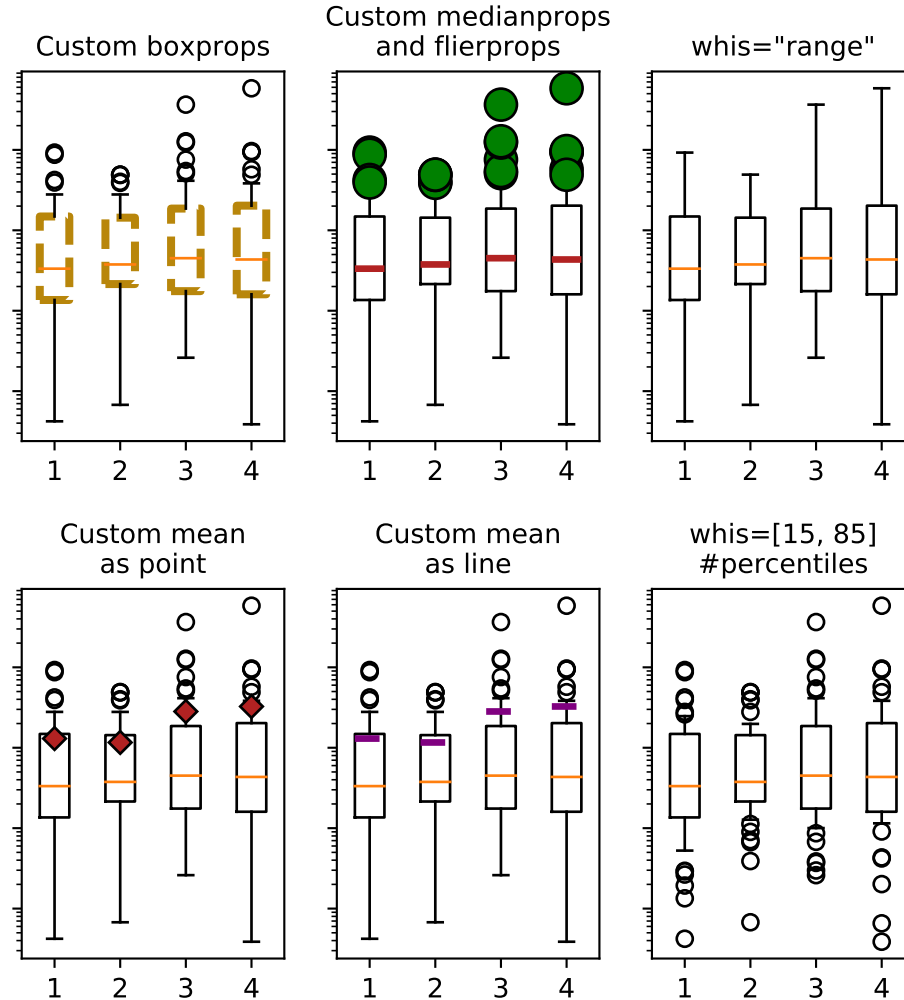 Custom boxprops
Custom medianprops
and flierprops
whis="range"
1 2 3 4
1 2 3 4
1 2 3 4
Custom mean
as point
Custom mean
as line
whis=[15, 85]
#percentiles
1 2 3 4
1 2 3 4
1 2 3 4